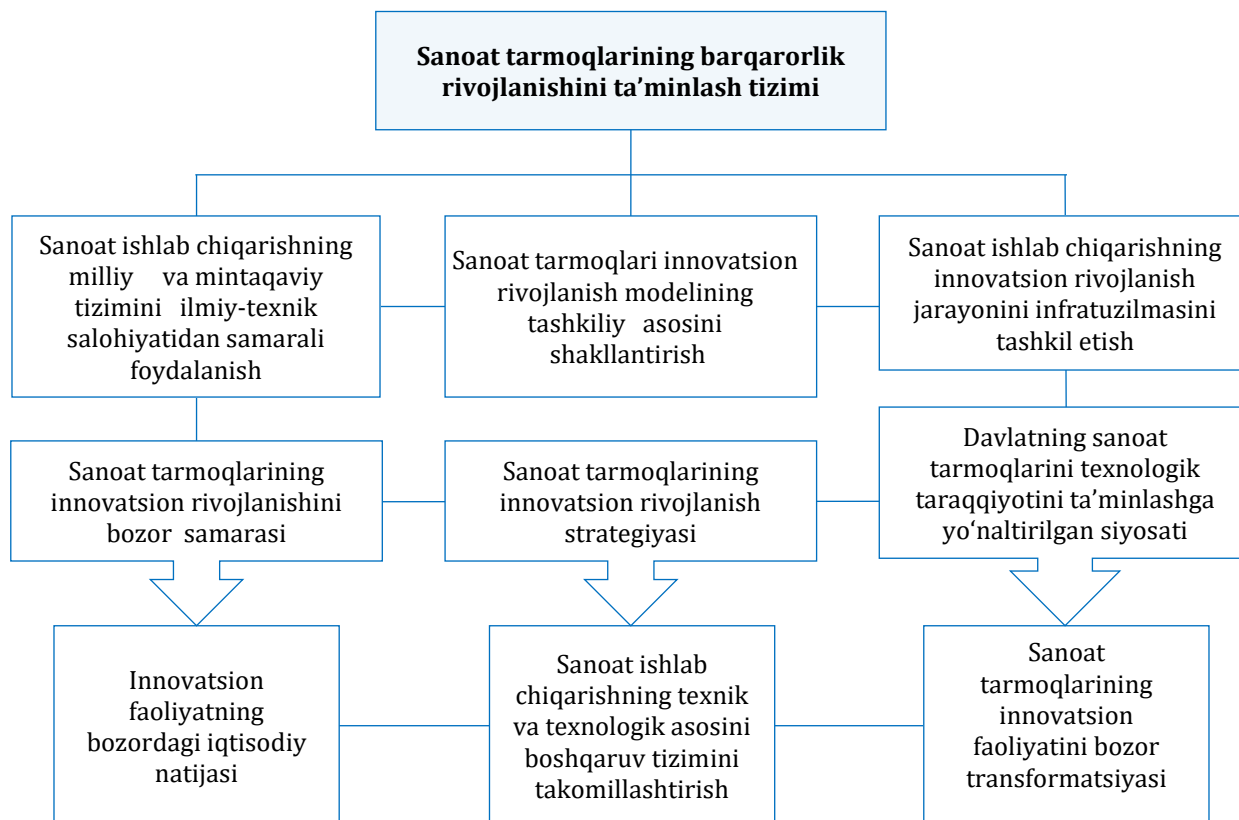 Sanoat tarmoqlarining barqarorlik
rivojlanishini ta’minlash tizimi
Sanoat ishlab chiqarishning
milliy va mintaqaviy
tizimini ilmiy-texnik
salohiyatidan samarali
foydalanish
Sanoat tarmoqlari innovatsion
rivojlanish modelining
tashkiliy asosini
shakllantirish
Sanoat ishlab chiqarishning
innovatsion rivojlanish
jarayonini infratuzilmasini
tashkil etish
Sanoat tarmoqlarining
innovatsion rivojlanishini
bozor samarasi
Sanoat tarmoqlarining
innovatsion rivojlanish
strategiyasi
Davlatning sanoat
tarmoqlarini texnologik
taraqqiyotini ta’minlashga
yo‘naltirilgan siyosati
Innovatsion
faoliyatning
bozordagi iqtisodiy
natijasi
Sanoat ishlab
chiqarishning texnik
va texnologik asosini
boshqaruv tizimini
takomillashtirish
Sanoat
tarmoqlarining
innovatsion
faoliyatini bozor
transformatsiyasi